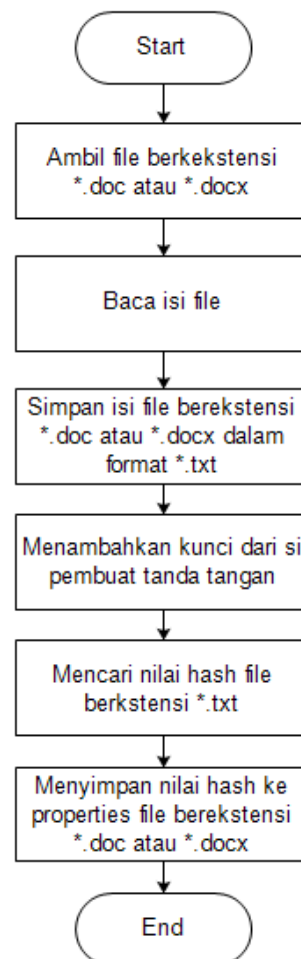 Start
Ambil file berkekstensi
*.doc atau *.docx
Baca isi file
Simpan isi file berekstensi
*.doc atau *.docx dalam
format *.txt
Menambahkan kunci dari si
pembuat tanda tangan
Mencari nilai hash file
berkstensi *.txt
Menyimpan nilai hash ke
properties file berekstensi
*.doc atau *.docx
End